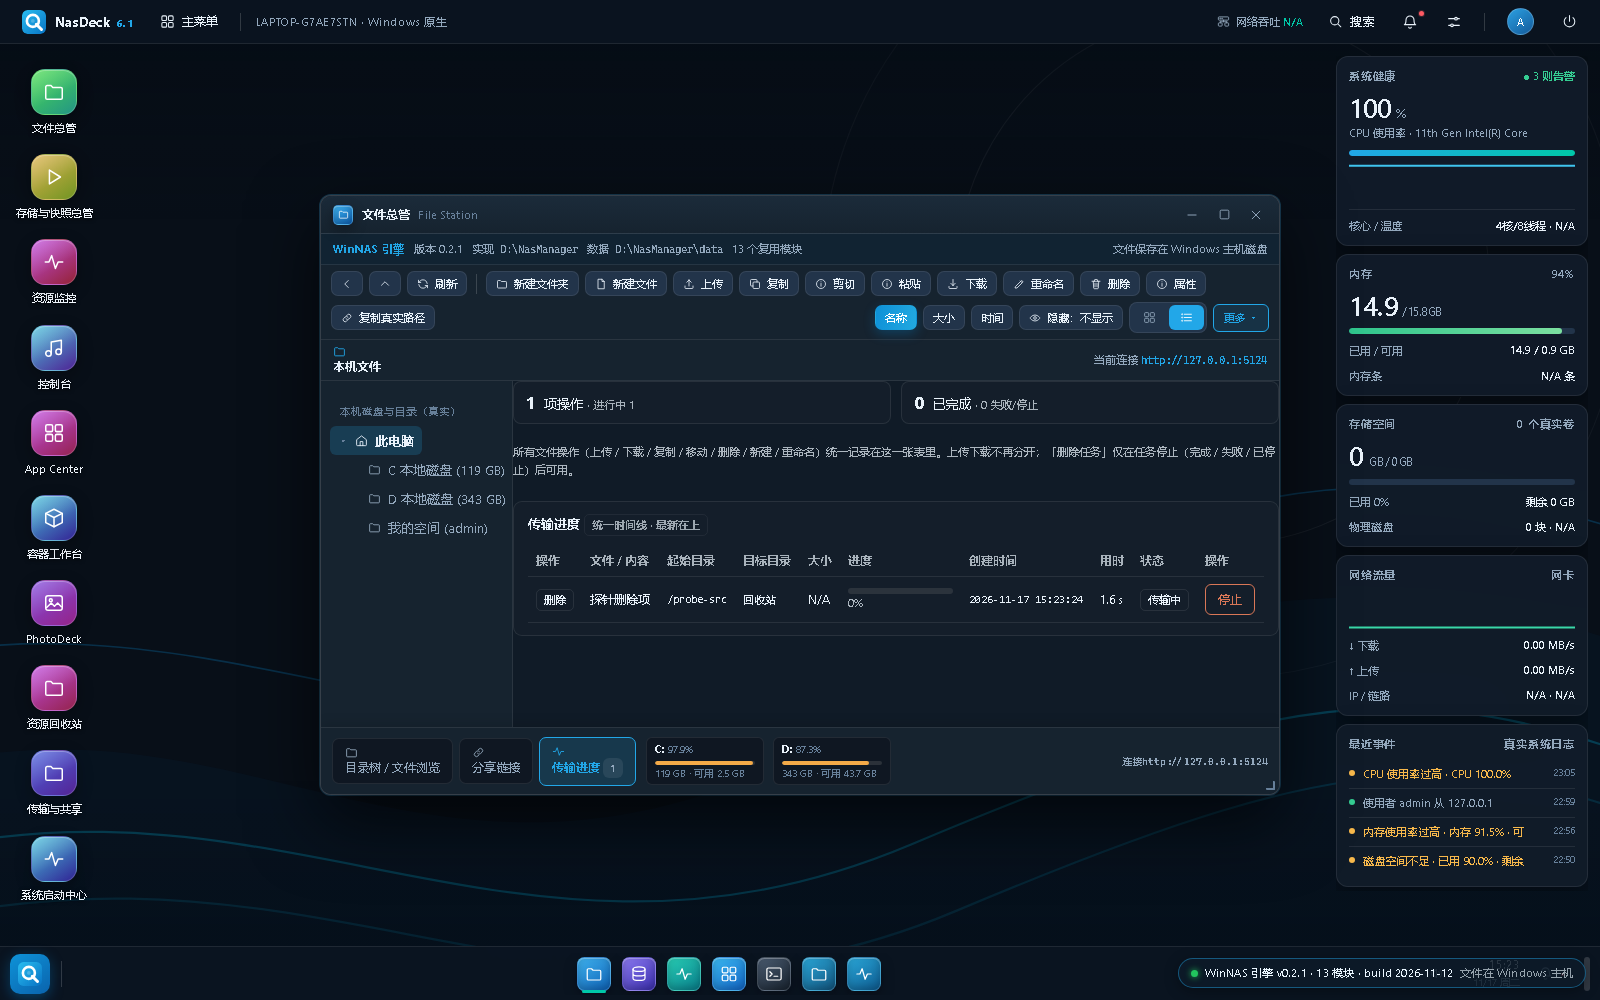 NasDeck 6.1 主菜单 LAPTOP-G7AE7STN · Windows 原生 网络吞吐 N/A 搜索 A
文件总管
存储与快照总管
资源监控
控制台
App Center
容器工作台
PhotoDeck
资源回收站
传输与共享
系统启动中心
文件总管 File Station
WinNAS 引擎 版本 0.2.1 实现 D:\NasManager 数据 D:\NasManager\data 13 个复用模块 文件保存在 Windows 主机磁盘
刷新 新建文件夹 新建文件 上传 复制 剪切 粘贴 下载 重命名 删除 属性
复制真实路径 名称 大小 时间 隐藏: 不显示 更多
本机文件 当前连接 http://127.0.0.1:5124
本机磁盘与目录（真实）
此电脑
C 本地磁盘 (119 GB)
D 本地磁盘 (343 GB)
我的空间 (admin)
1 项操作 · 进行中 1
0 已完成 · 0 失败/停止
所有文件操作（上传 / 下载 / 复制 / 移动 / 删除 / 新建 / 重命名）统一记录在这一张表里。上传下载不再分开；「删除任务」仅在任务停止（完成 / 失败 / 已停
止）后可用。
传输进度 统一时间线 · 最新在上
操作 文件 / 内容 起始目录 目标目录 大小 进度 创建时间 用时 状态 操作
删除 探针删除项 /probe-src 回收站 N/A 0% 2026-11-17 15:23:24 1.6 s 传输中 停止
目录树 / 文件浏览
分享链接
传输进度 1
C: 97.9%
119 GB · 可用 2.5 GB
D: 87.3%
343 GB · 可用 43.7 GB
连接http://127.0.0.1:5124
系统健康 3 则告警
100 %
CPU 使用率 · 11th Gen Intel(R) Core
核心 / 温度 4核/8线程 · N/A
内存 94%
14.9 / 15.8GB
已用 / 可用 14.9 / 0.9 GB
内存条 N/A 条
存储空间 0 个真实卷
0 GB / 0 GB
已用 0% 剩余 0 GB
物理磁盘 0 块 · N/A
网络流量 网卡
↓ 下载 0.00 MB/s
↑ 上传 0.00 MB/s
IP / 链路 N/A · N/A
最近事件 真实系统日志
CPU 使用率过高 · CPU 100.0% 23:05
使用者 admin 从 127.0.0.1 22:59
内存使用率过高 · 内存 91.5% · 可 22:56
磁盘空间不足 · 已用 90.0% · 剩余 22:50
WinNAS 引擎 v0.2.1 · 13 模块 · build 2026-11-12 文件在 Windows 主机